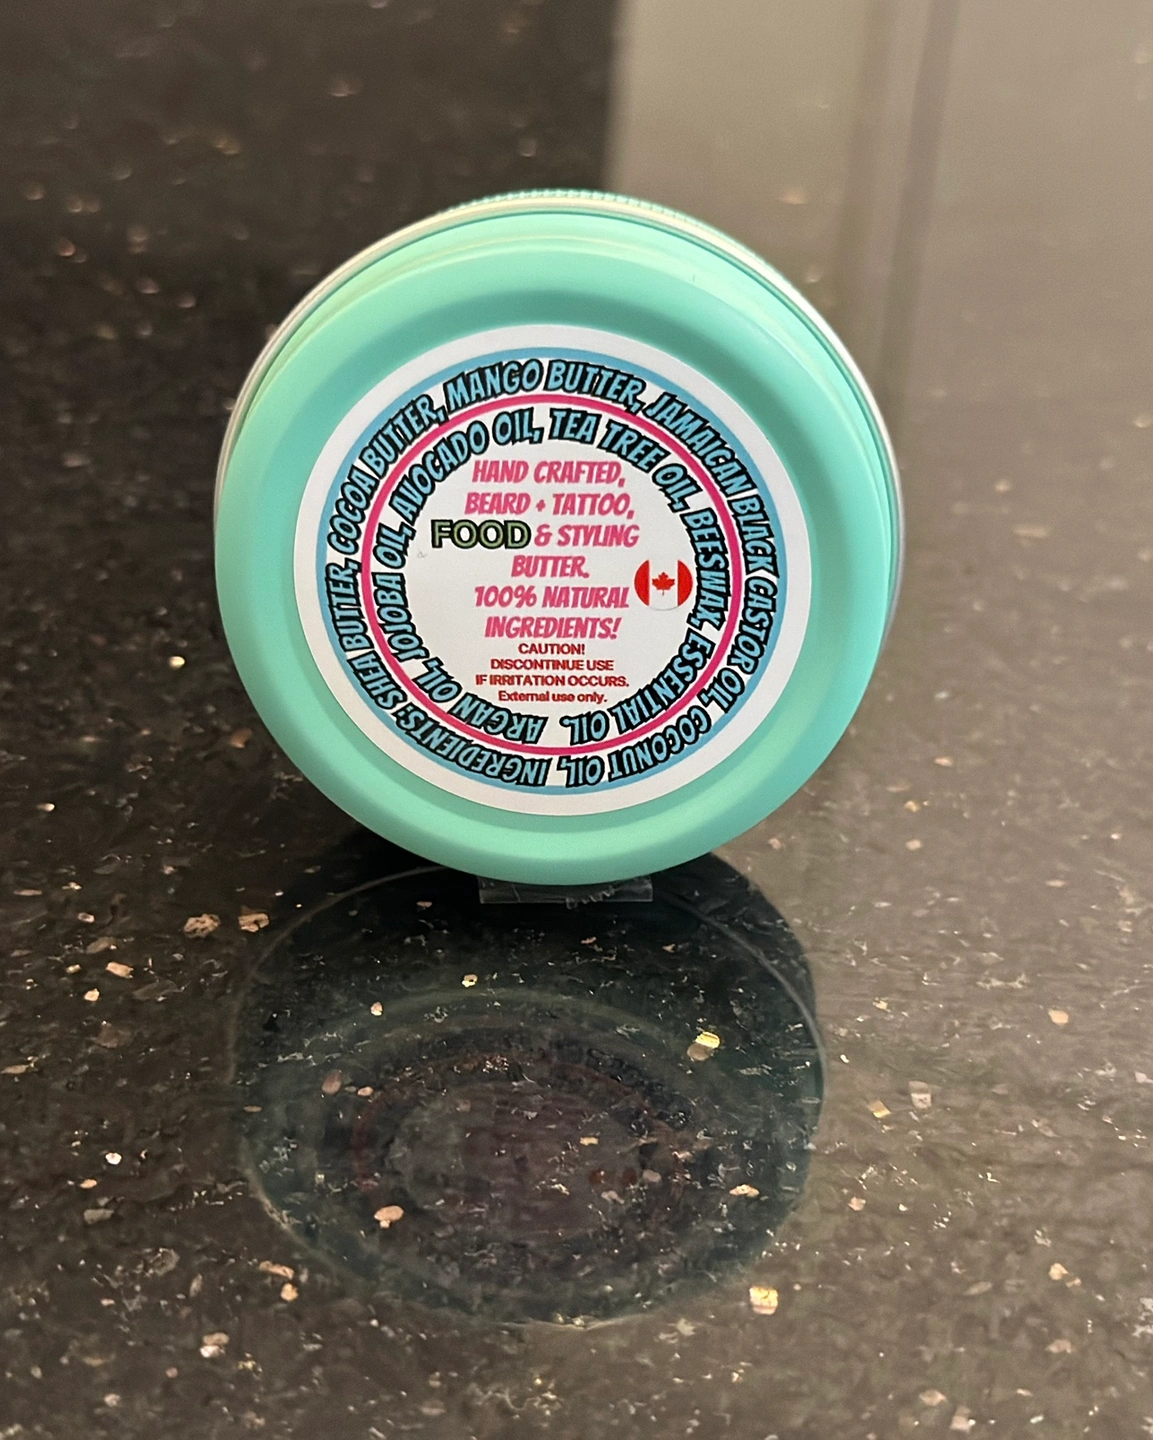 INGREDIENTS: SHEA BUTTER, COCOA BUTTER, MANGO BUTTER, JAMAICAN BLACK CASTOR OIL, COCONUT OIL,
ARGAN OIL, JOJOBA OIL, AVOCADO OIL, TEA TREE OIL, BEESWAX, ESSENTIAL OIL.
HAND CRAFTED,
BEARD + TATTOO,
FOOD & STYLING
BUTTER.
100% NATURAL
INGREDIENTS!
CAUTION!
DISCONTINUE USE
IF IRRITATION OCCURS.
External use only.